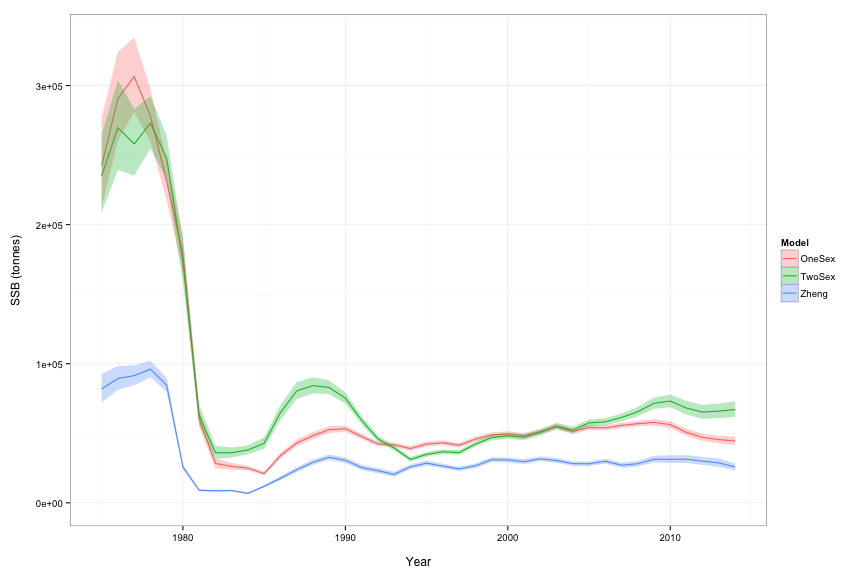 3e+05
2e+05
1e+05
0e+00
SSB (tonnes)
1980
1990
2000
2010
Year
Model
OneSex
TwoSex
Zheng